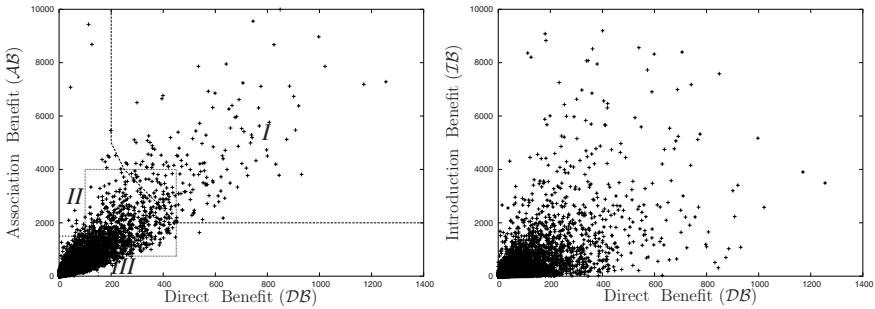 10000
8000
6000
4000
2000
0
0 200 400 600 800 1000 1200 1400
Association Benefit (AB)
Direct Benefit (DB)
I
II
III
10000
8000
6000
4000
2000
0
0 200 400 600 800 1000 1200 1400
Introduction Benefit (IB)
Direct Benefit (DB)